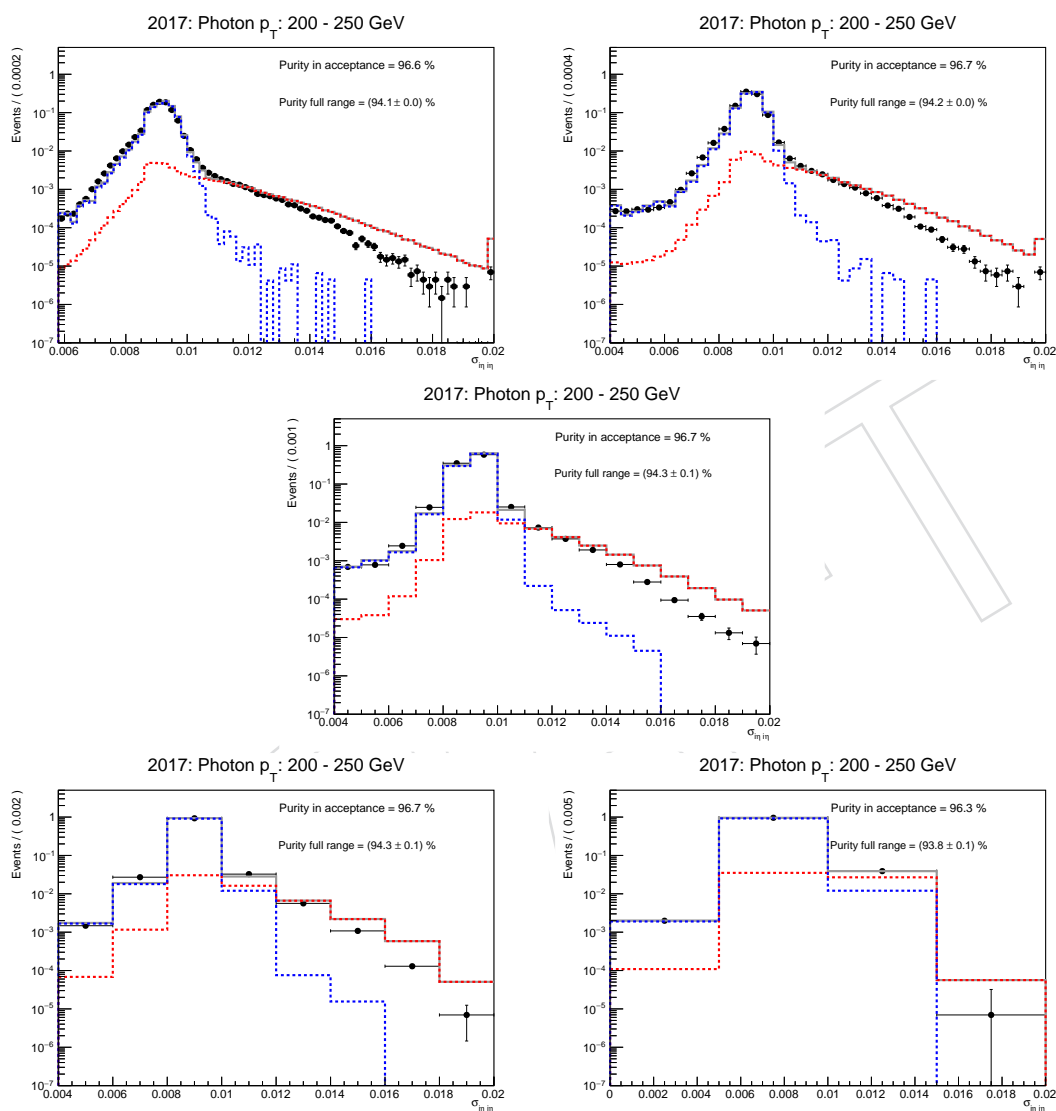 2017: Photon p_T: 200 - 250 GeV
Events / ( 0.0002 )
Purity in acceptance = 96.6 %
Purity full range = (94.1 ± 0.0) %
1
10⁻¹
10⁻²
10⁻³
10⁻⁴
10⁻⁵
10⁻⁶
10⁻⁷
0.006 0.008 0.01 0.012 0.014 0.016 0.018 0.02
σ_iη iη
2017: Photon p_T: 200 - 250 GeV
Events / ( 0.0004 )
Purity in acceptance = 96.7 %
Purity full range = (94.2 ± 0.0) %
1
10⁻¹
10⁻²
10⁻³
10⁻⁴
10⁻⁵
10⁻⁶
10⁻⁷
0.004 0.006 0.008 0.01 0.012 0.014 0.016 0.018 0.02
σ_iη iη
2017: Photon p_T: 200 - 250 GeV
Events / ( 0.001 )
Purity in acceptance = 96.7 %
Purity full range = (94.3 ± 0.1) %
1
10⁻¹
10⁻²
10⁻³
10⁻⁴
10⁻⁵
10⁻⁶
10⁻⁷
0.004 0.006 0.008 0.01 0.012 0.014 0.016 0.018 0.02
σ_iη iη
2017: Photon p_T: 200 - 250 GeV
Events / ( 0.002 )
Purity in acceptance = 96.7 %
Purity full range = (94.3 ± 0.1) %
1
10⁻¹
10⁻²
10⁻³
10⁻⁴
10⁻⁵
10⁻⁶
10⁻⁷
0.004 0.006 0.008 0.01 0.012 0.014 0.016 0.018 0.02
σ_iη iη
2017: Photon p_T: 200 - 250 GeV
Events / ( 0.005 )
Purity in acceptance = 96.3 %
Purity full range = (93.8 ± 0.1) %
1
10⁻¹
10⁻²
10⁻³
10⁻⁴
10⁻⁵
10⁻⁶
10⁻⁷
0 0.002 0.004 0.006 0.008 0.01 0.012 0.014 0.016 0.018 0.02
σ_iη iη